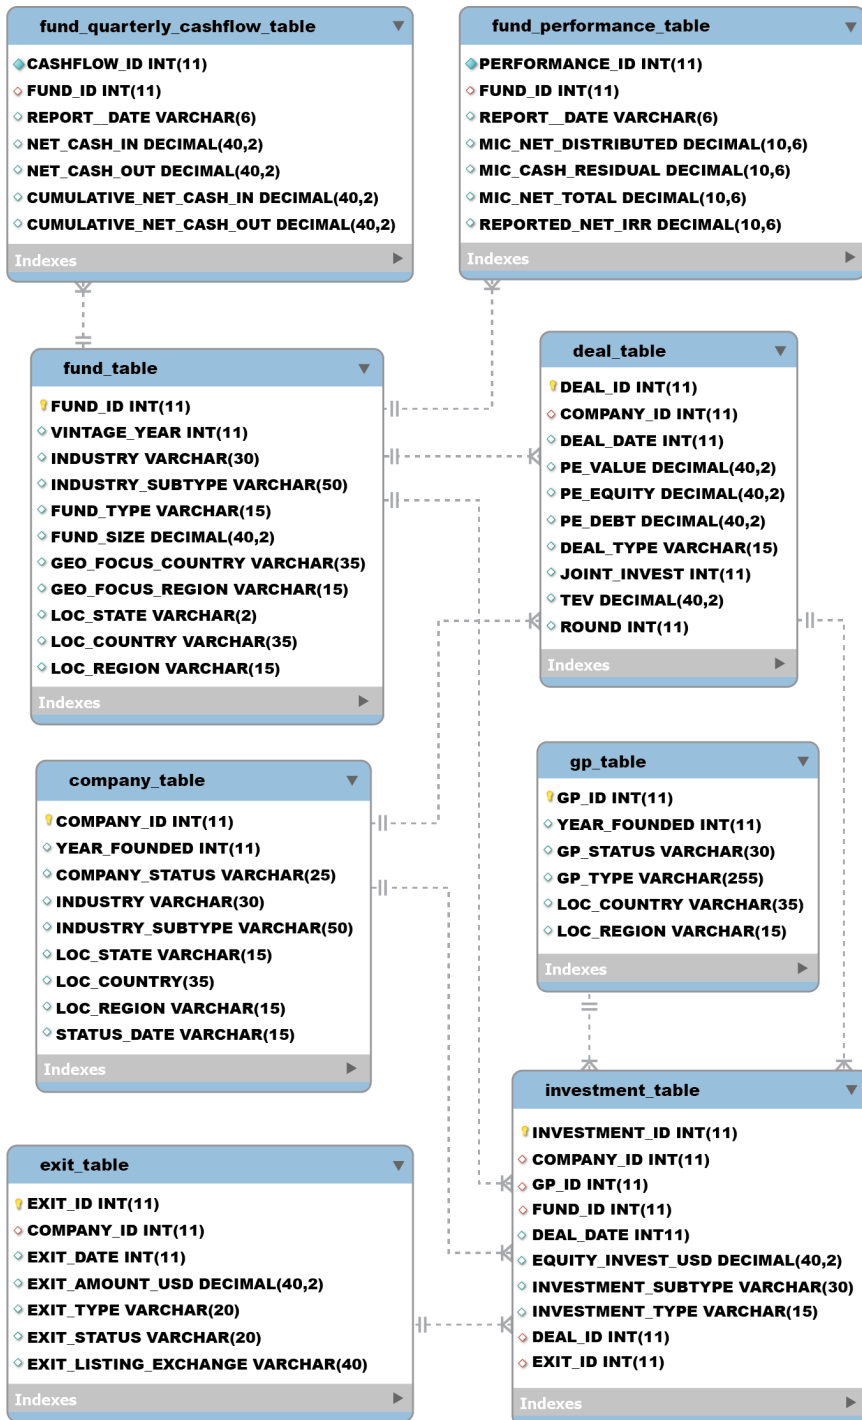 fund_quarterly_cashflow_table
CASHFLOW_ID INT(11)
FUND_ID INT(11)
REPORT__DATE VARCHAR(6)
NET_CASH_IN DECIMAL(40,2)
NET_CASH_OUT DECIMAL(40,2)
CUMULATIVE_NET_CASH_IN DECIMAL(40,2)
CUMULATIVE_NET_CASH_OUT DECIMAL(40,2)
Indexes
fund_performance_table
PERFORMANCE_ID INT(11)
FUND_ID INT(11)
REPORT__DATE VARCHAR(6)
MIC_NET_DISTRIBUTED DECIMAL(10,6)
MIC_CASH_RESIDUAL DECIMAL(10,6)
MIC_NET_TOTAL DECIMAL(10,6)
REPORTED_NET_IRR DECIMAL(10,6)
Indexes
fund_table
FUND_ID INT(11)
VINTAGE_YEAR INT(11)
INDUSTRY VARCHAR(30)
INDUSTRY_SUBTYPE VARCHAR(50)
FUND_TYPE VARCHAR(15)
FUND_SIZE DECIMAL(40,2)
GEO_FOCUS_COUNTRY VARCHAR(35)
GEO_FOCUS_REGION VARCHAR(15)
LOC_STATE VARCHAR(2)
LOC_COUNTRY VARCHAR(35)
LOC_REGION VARCHAR(15)
Indexes
deal_table
DEAL_ID INT(11)
COMPANY_ID INT(11)
DEAL_DATE INT(11)
PE_VALUE DECIMAL(40,2)
PE_EQUITY DECIMAL(40,2)
PE_DEBT DECIMAL(40,2)
DEAL_TYPE VARCHAR(15)
JOINT_INVEST INT(11)
TEV DECIMAL(40,2)
ROUND INT(11)
Indexes
company_table
COMPANY_ID INT(11)
YEAR_FOUNDED INT(11)
COMPANY_STATUS VARCHAR(25)
INDUSTRY VARCHAR(30)
INDUSTRY_SUBTYPE VARCHAR(50)
LOC_STATE VARCHAR(15)
LOC_COUNTRY(35)
LOC_REGION VARCHAR(15)
STATUS_DATE VARCHAR(15)
Indexes
gp_table
GP_ID INT(11)
YEAR_FOUNDED INT(11)
GP_STATUS VARCHAR(30)
GP_TYPE VARCHAR(255)
LOC_COUNTRY VARCHAR(35)
LOC_REGION VARCHAR(15)
Indexes
exit_table
EXIT_ID INT(11)
COMPANY_ID INT(11)
EXIT_DATE INT(11)
EXIT_AMOUNT_USD DECIMAL(40,2)
EXIT_TYPE VARCHAR(20)
EXIT_STATUS VARCHAR(20)
EXIT_LISTING_EXCHANGE VARCHAR(40)
Indexes
investment_table
INVESTMENT_ID INT(11)
COMPANY_ID INT(11)
GP_ID INT(11)
FUND_ID INT(11)
DEAL_DATE INT11)
EQUITY_INVEST_USD DECIMAL(40,2)
INVESTMENT_SUBTYPE VARCHAR(30)
INVESTMENT_TYPE VARCHAR(15)
DEAL_ID INT(11)
EXIT_ID INT(11)
Indexes